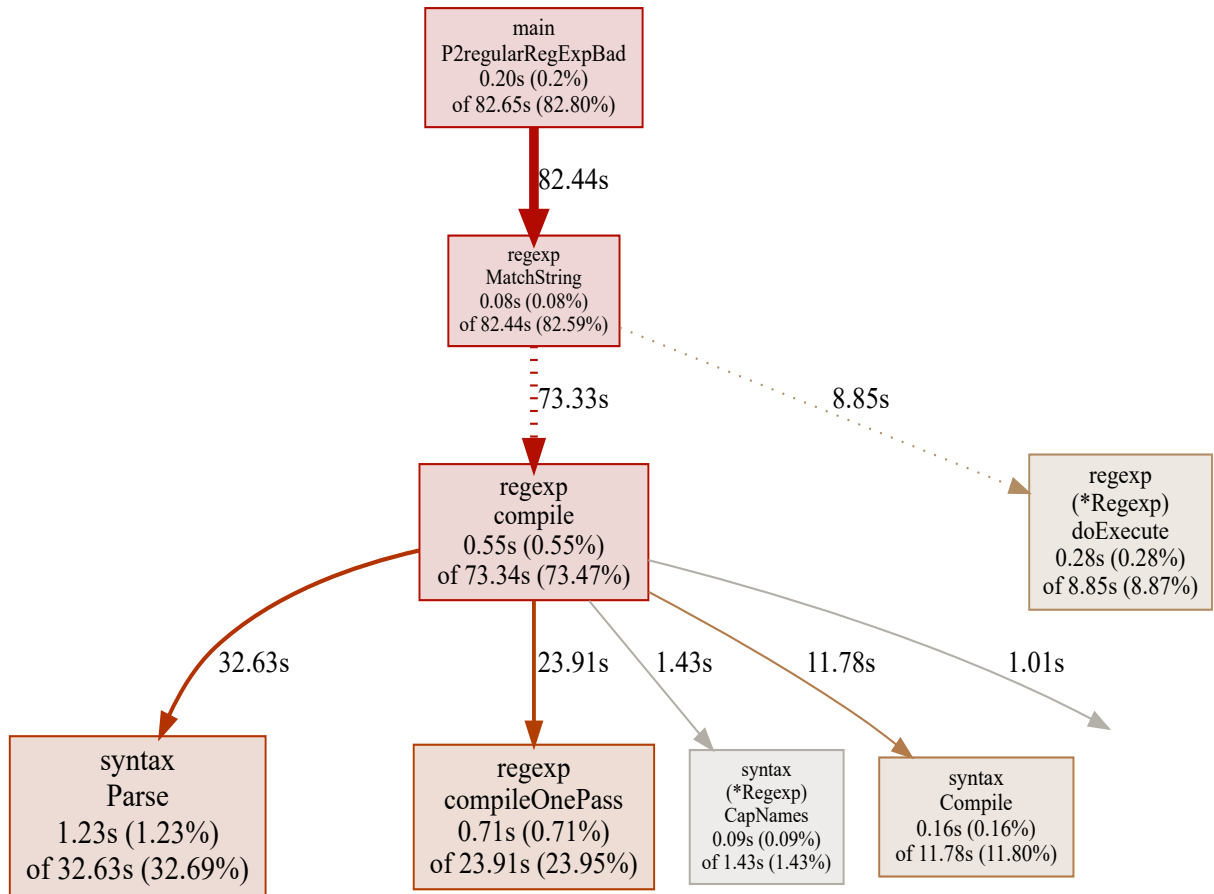 main
P2regularRegExpBad
0.20s (0.2%)
of 82.65s (82.80%)
82.44s
regexp
MatchString
0.08s (0.08%)
of 82.44s (82.59%)
73.33s
8.85s
regexp
compile
0.55s (0.55%)
of 73.34s (73.47%)
regexp
(*Regexp)
doExecute
0.28s (0.28%)
of 8.85s (8.87%)
32.63s
23.91s
1.43s
11.78s
1.01s
syntax
Parse
1.23s (1.23%)
of 32.63s (32.69%)
regexp
compileOnePass
0.71s (0.71%)
of 23.91s (23.95%)
syntax
(*Regexp)
CapNames
0.09s (0.09%)
of 1.43s (1.43%)
syntax
Compile
0.16s (0.16%)
of 11.78s (11.80%)